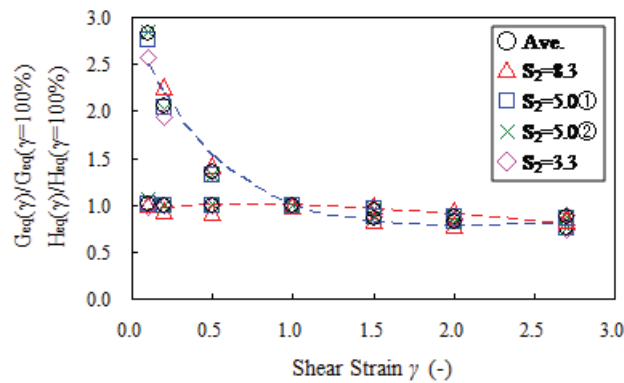 3.0
2.5
2.0
1.5
1.0
0.5
0.0
0.0 0.5 1.0 1.5 2.0 2.5 3.0
Geq(γ)/Geq(γ=100%)
Heq(γ)/Heq(γ=100%)
Shear Strain γ (-)
Ave.
S₂=8.3
S₂=5.0①
S₂=5.0②
S₂=3.3